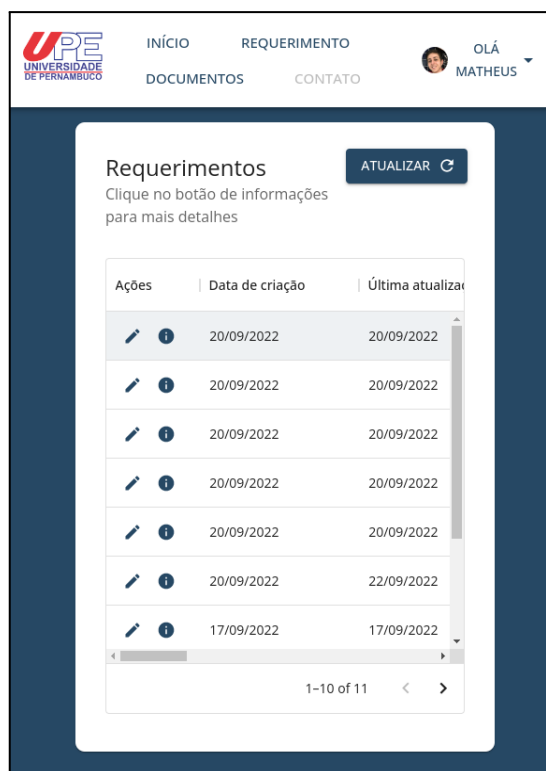 UPE
UNIVERSIDADE
DE PERNAMBUCO
INÍCIO REQUERIMENTO
DOCUMENTOS CONTATO
OLÁ
MATHEUS
Requerimentos
ATUALIZAR
Clique no botão de informações
para mais detalhes
Ações Data de criação Última atualizaç
20/09/2022 20/09/2022
20/09/2022 20/09/2022
20/09/2022 20/09/2022
20/09/2022 20/09/2022
20/09/2022 20/09/2022
20/09/2022 22/09/2022
17/09/2022 17/09/2022
1–10 of 11